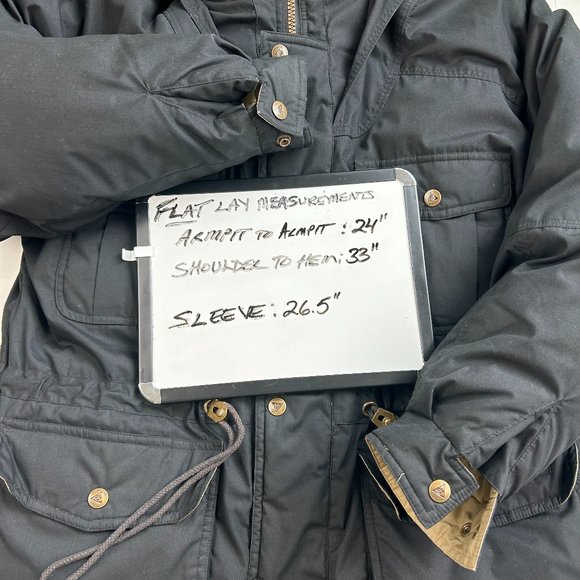 FLAT LAY MEASUREMENTS
ARMPIT TO ARMPIT : 24"
SHOULDER TO HEM: 33"
SLEEVE: 26.5"